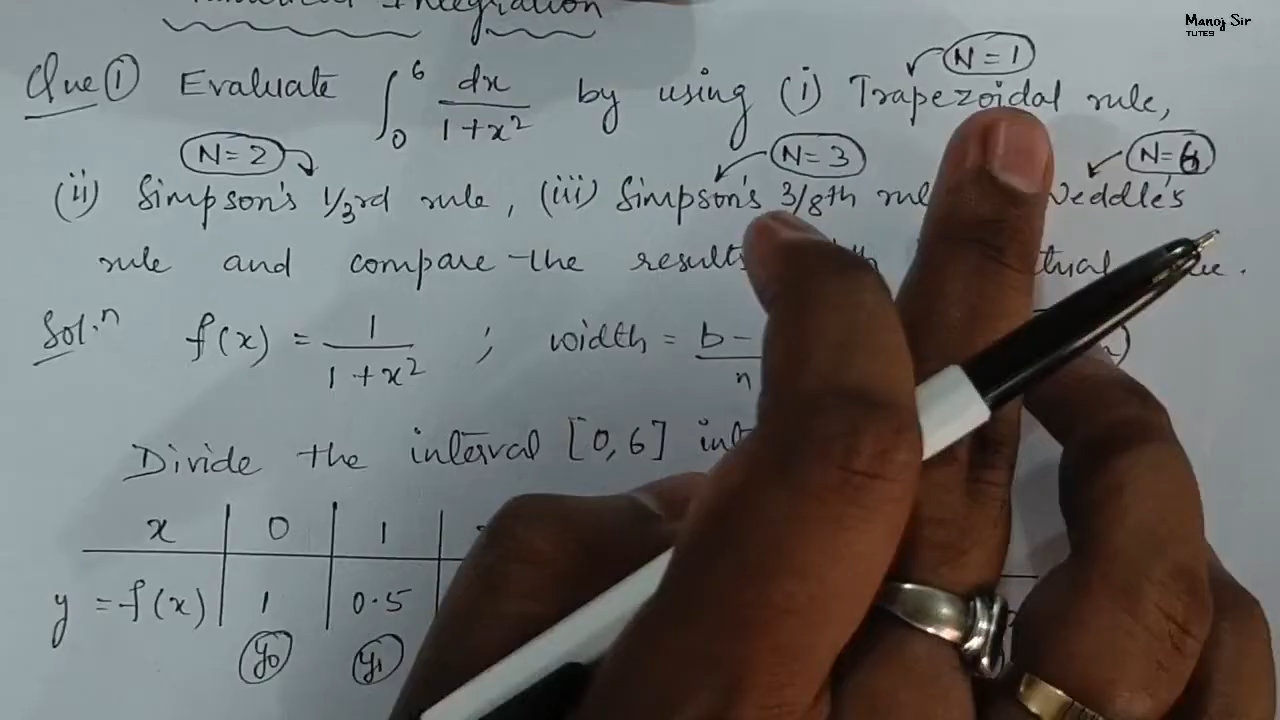 Manoj Sir
TUTES
Integration
N=1
Que ① Evaluate ∫₀⁶ dx/(1+x²) by using (i) Trapezoidal rule,
N=2 N=3 N=6
(ii) Simpson's 1/3rd rule, (iii) Simpson's 3/8th
rule and compare the results
Sol.n f(x) = 1/(1+x²) ; width = b-/n
Divide the interval [0,6]
x 0 1
y = f(x) 1 0.5
y₀ y₁